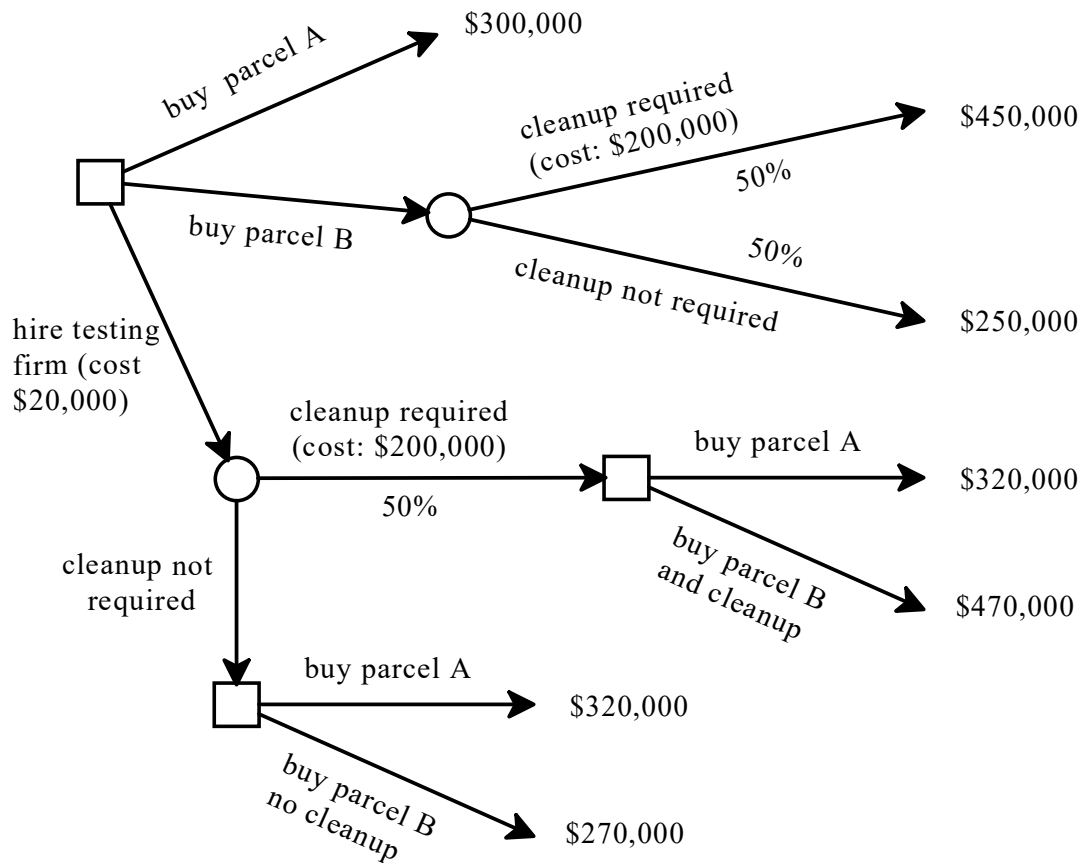 buy parcel A
$300,000
cleanup required
(cost: $200,000)
50%
$450,000
buy parcel B
50%
cleanup not required
$250,000
hire testing
firm (cost
$20,000)
cleanup required
(cost: $200,000)
50%
buy parcel A
$320,000
buy parcel B
and cleanup
$470,000
cleanup not
required
buy parcel A
$320,000
buy parcel B
no cleanup
$270,000